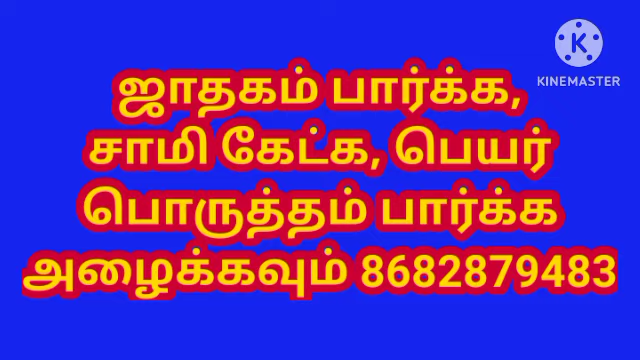 KINEMASTER
ஜாதகம் பார்க்க,
சாமி கேட்க, பெயர்
பொருத்தம் பார்க்க
அழைக்கவும் 8682879483